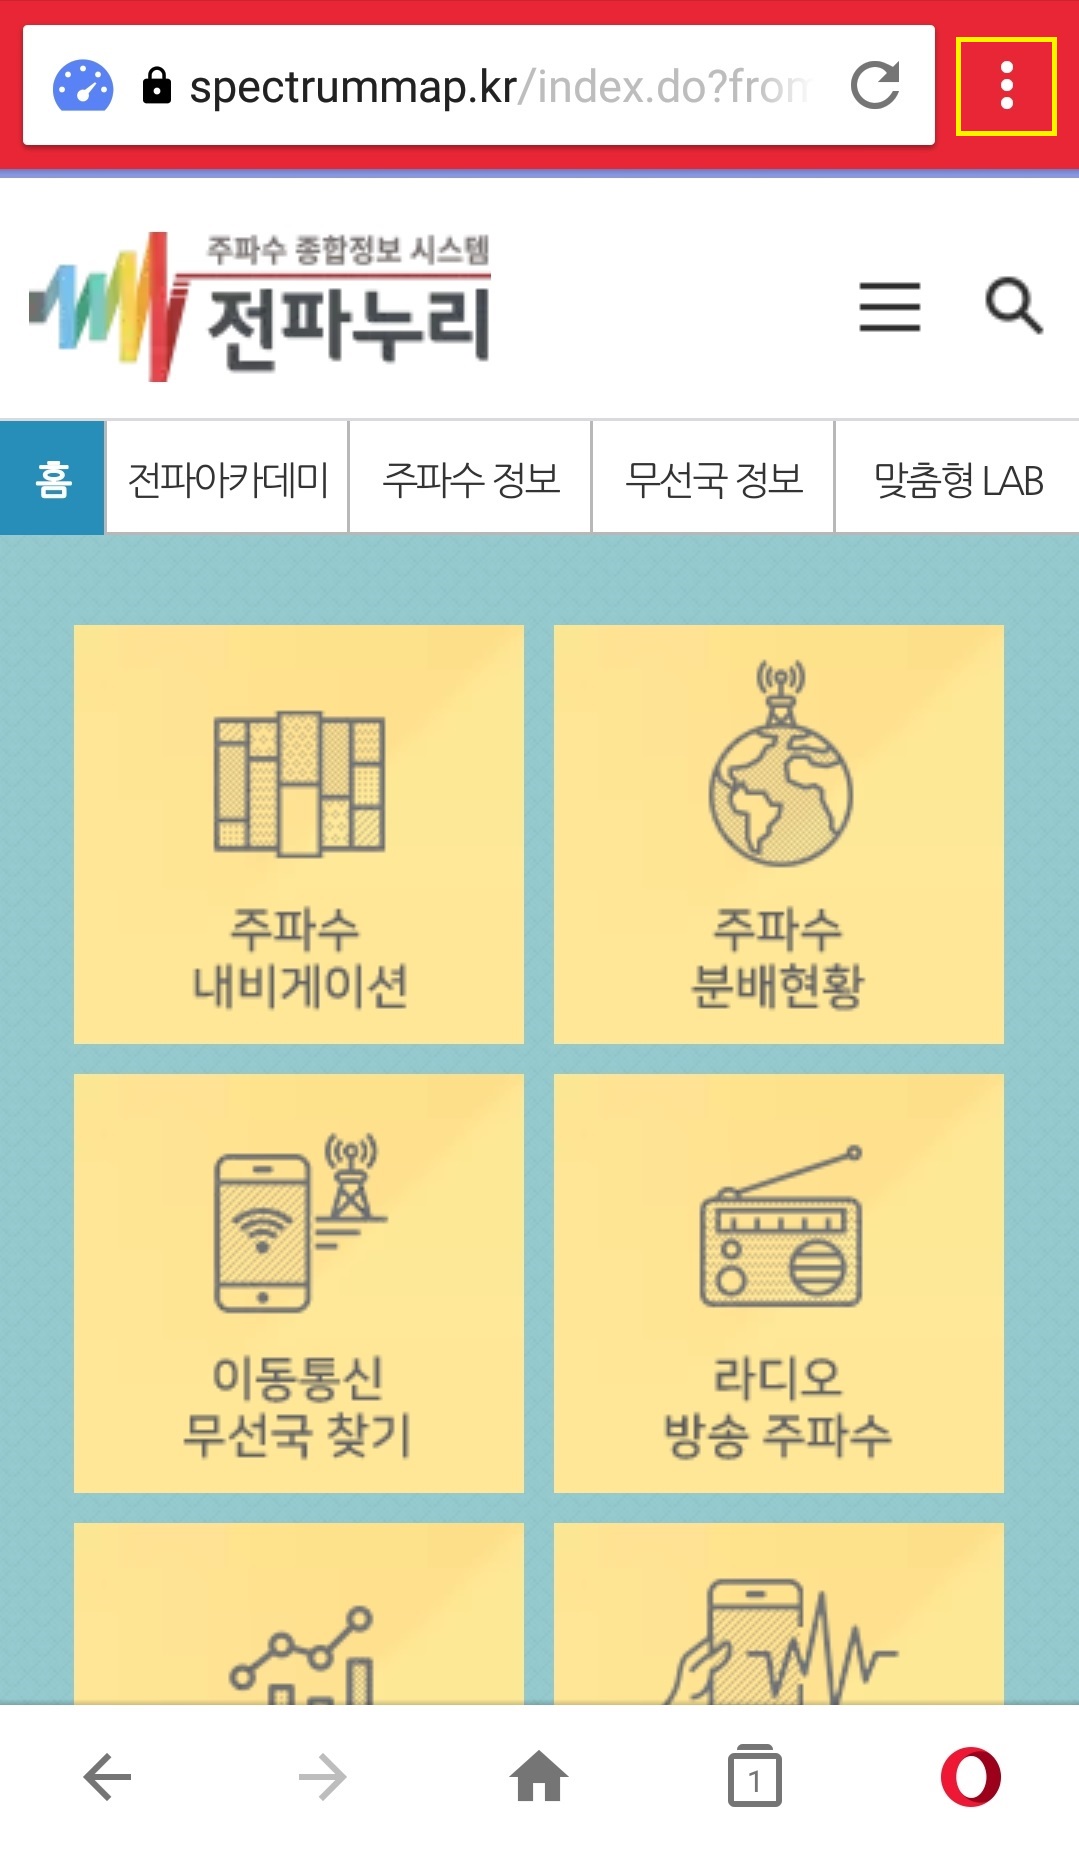 spectrummap.kr/index.do?from
주파수 종합정보 시스템
전파누리
홈 전파아카데미 주파수 정보 무선국 정보 맞춤형 LAB
주파수
내비게이션
주파수
분배현황
이동통신
무선국 찾기
라디오
방송 주파수
1